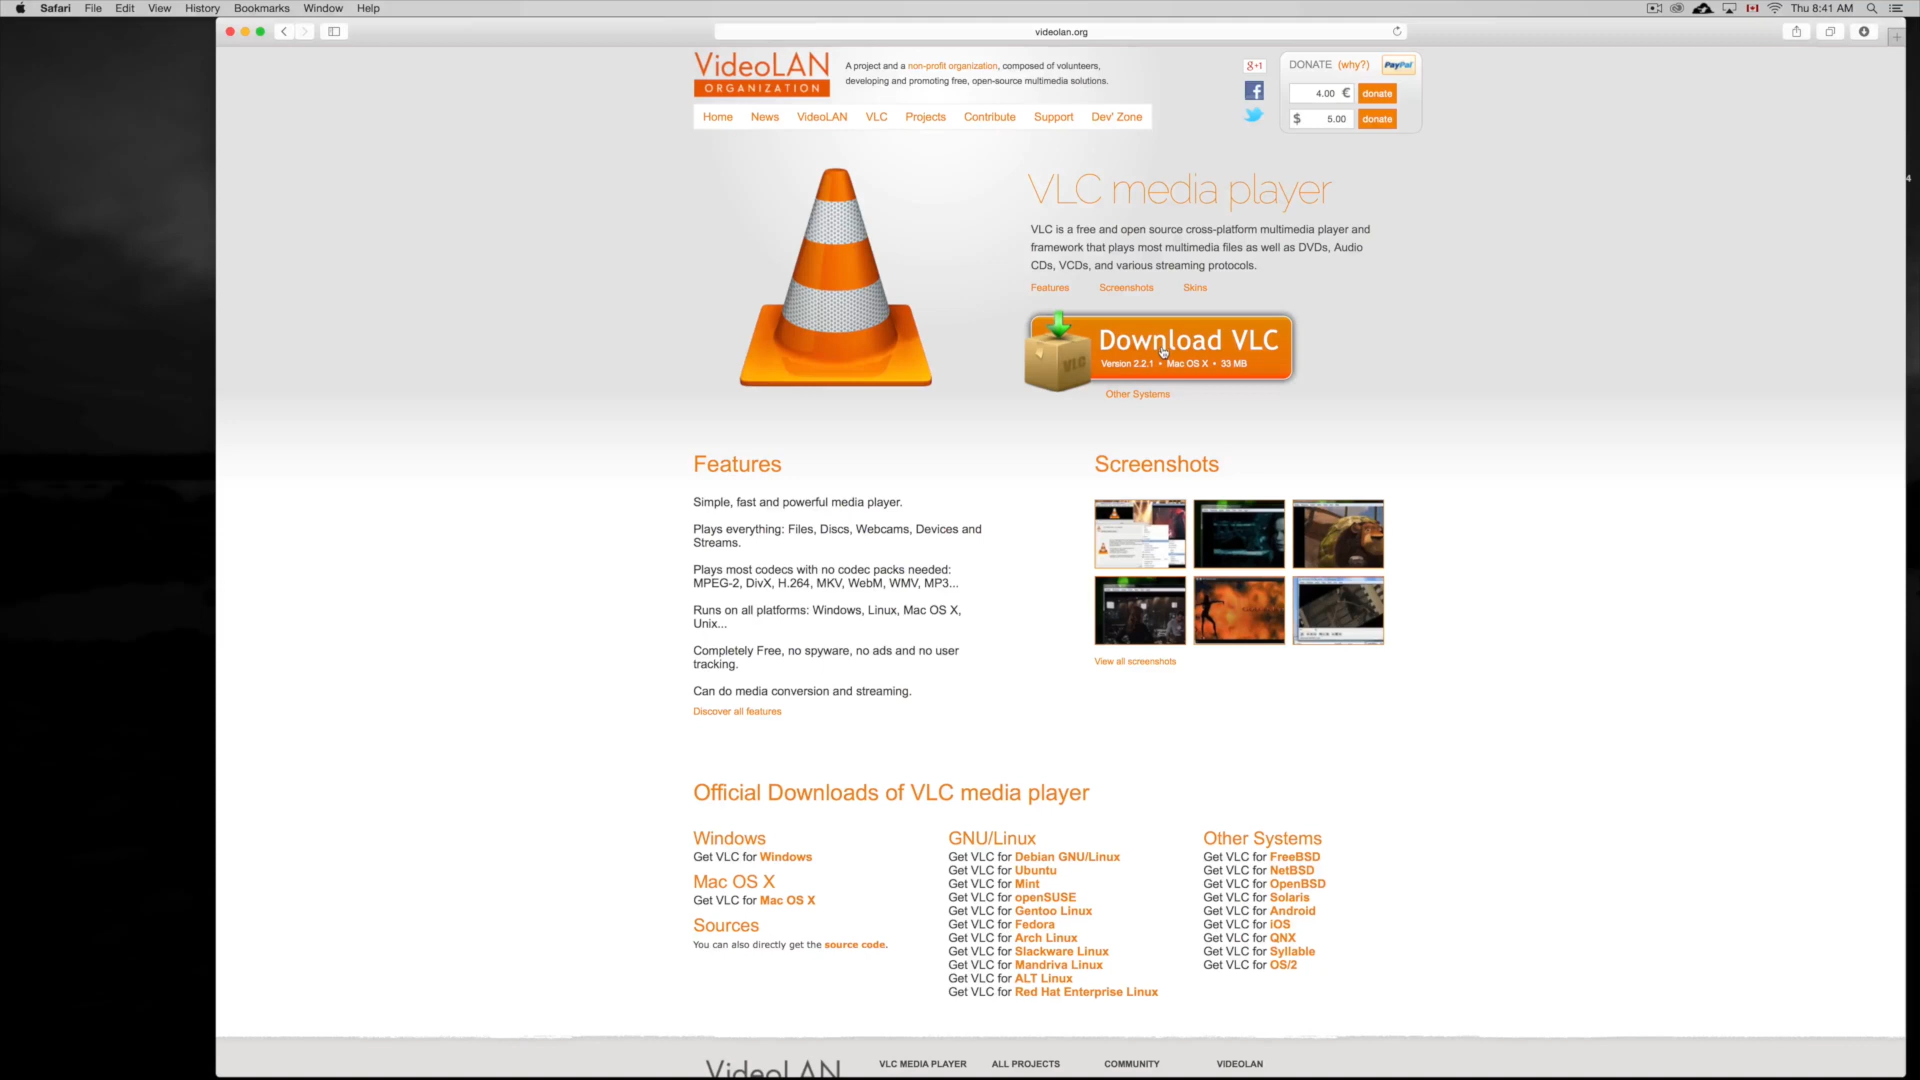 Safari File Edit View History Bookmarks Window Help
Thu 8:41 AM
videolan.org
VideoLAN
ORGANIZATION
A project and a non-profit organization, composed of volunteers,
developing and promoting free, open-source multimedia solutions.
g+1
f
DONATE (why?) PayPal
4.00 € donate
$ 5.00 donate
Home News VideoLAN VLC Projects Contribute Support Dev' Zone
4
VLC media player
VLC is a free and open source cross-platform multimedia player and
framework that plays most multimedia files as well as DVDs, Audio
CDs, VCDs, and various streaming protocols.
Features Screenshots Skins
Download VLC
VLC
Version 2.2.1 • Mac OS X • 33 MB
Other Systems
Features
Simple, fast and powerful media player.
Plays everything: Files, Discs, Webcams, Devices and
Streams.
Plays most codecs with no codec packs needed:
MPEG-2, DivX, H.264, MKV, WebM, WMV, MP3...
Runs on all platforms: Windows, Linux, Mac OS X,
Unix...
Completely Free, no spyware, no ads and no user
tracking.
Can do media conversion and streaming.
Discover all features
Screenshots
View all screenshots
Official Downloads of VLC media player
Windows
Get VLC for Windows
Mac OS X
Get VLC for Mac OS X
Sources
You can also directly get the source code.
GNU/Linux
Get VLC for Debian GNU/Linux
Get VLC for Ubuntu
Get VLC for Mint
Get VLC for openSUSE
Get VLC for Gentoo Linux
Get VLC for Fedora
Get VLC for Arch Linux
Get VLC for Slackware Linux
Get VLC for Mandriva Linux
Get VLC for ALT Linux
Get VLC for Red Hat Enterprise Linux
Other Systems
Get VLC for FreeBSD
Get VLC for NetBSD
Get VLC for OpenBSD
Get VLC for Solaris
Get VLC for Android
Get VLC for iOS
Get VLC for QNX
Get VLC for Syllable
Get VLC for OS/2
VideoLAN
VLC MEDIA PLAYER ALL PROJECTS COMMUNITY VIDEOLAN